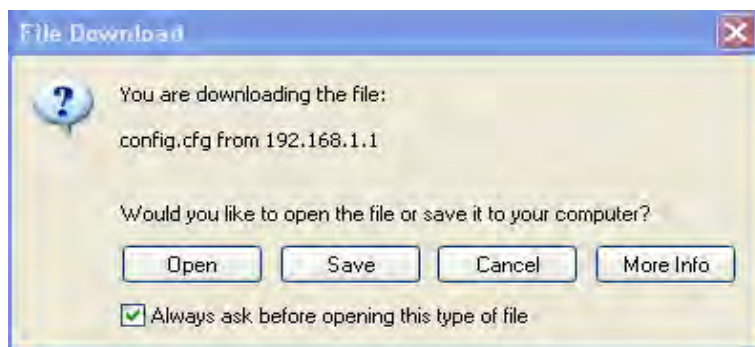 File Download
You are downloading the file:
config.cfg from 192.168.1.1
Would you like to open the file or save it to your computer?
Open Save Cancel More Info
Always ask before opening this type of file